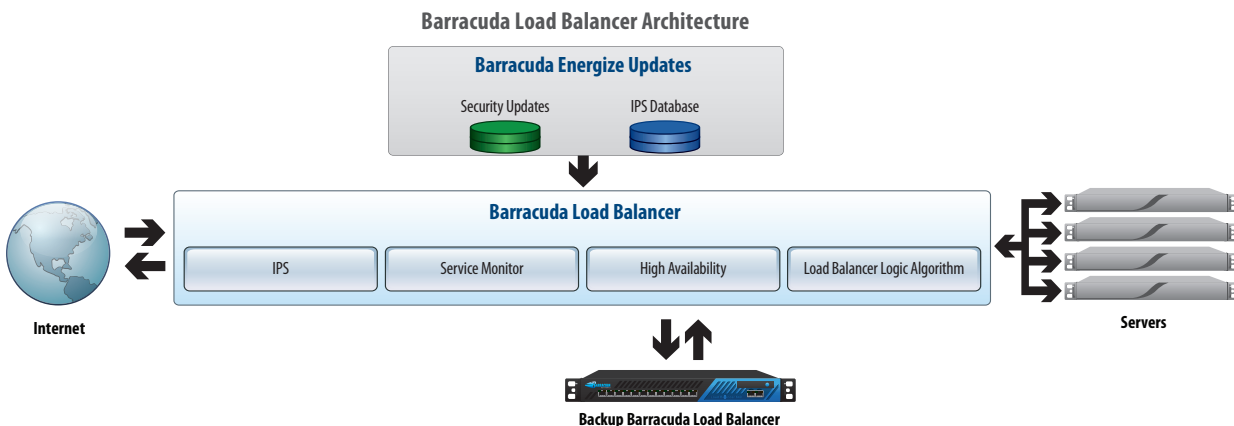 Barracuda Load Balancer Architecture
Barracuda Energize Updates
Security Updates
IPS Database
Barracuda Load Balancer
IPS
Service Monitor
High Availability
Load Balancer Logic Algorithm
Internet
Servers
Backup Barracuda Load Balancer